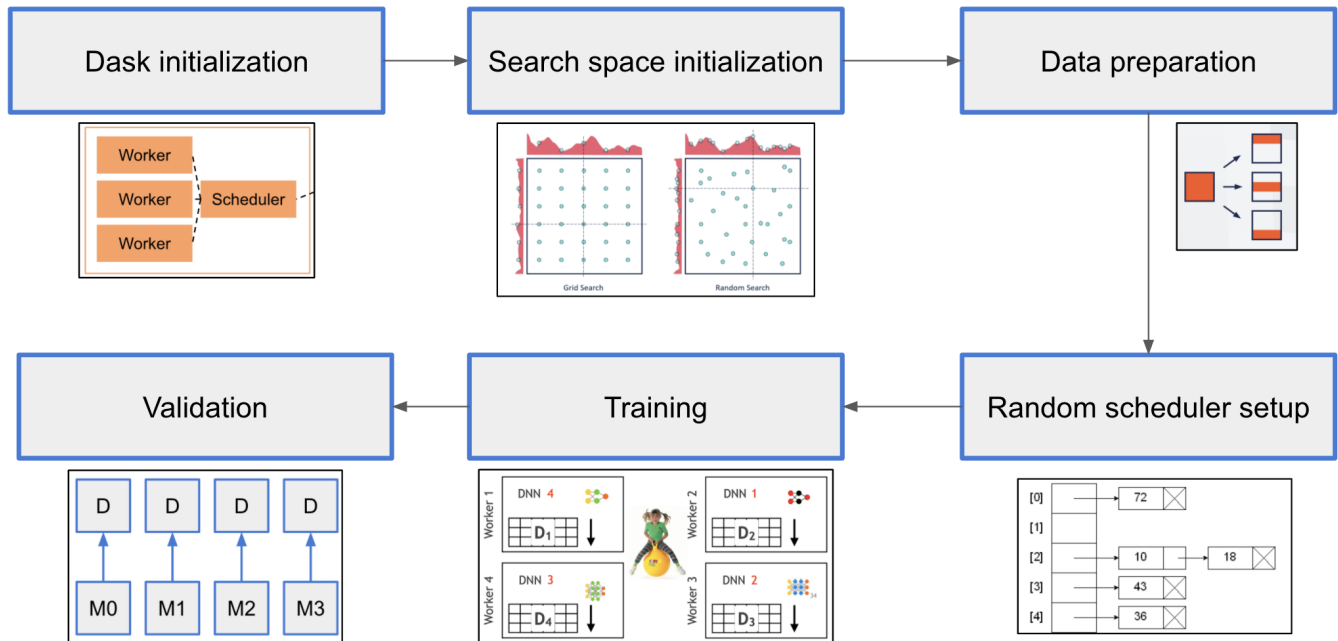 Dask initialization
Search space initialization
Data preparation
Worker
Worker
Scheduler
Worker
Grid Search
Random Search
Validation
Training
Random scheduler setup
D
D
D
D
M0
M1
M2
M3
Worker 1
DNN 4
D1
Worker 2
DNN 1
D2
Worker 4
DNN 3
D4
Worker 3
DNN 2
34
D3
[0]
72
[1]
[2]
10
18
[3]
43
[4]
36